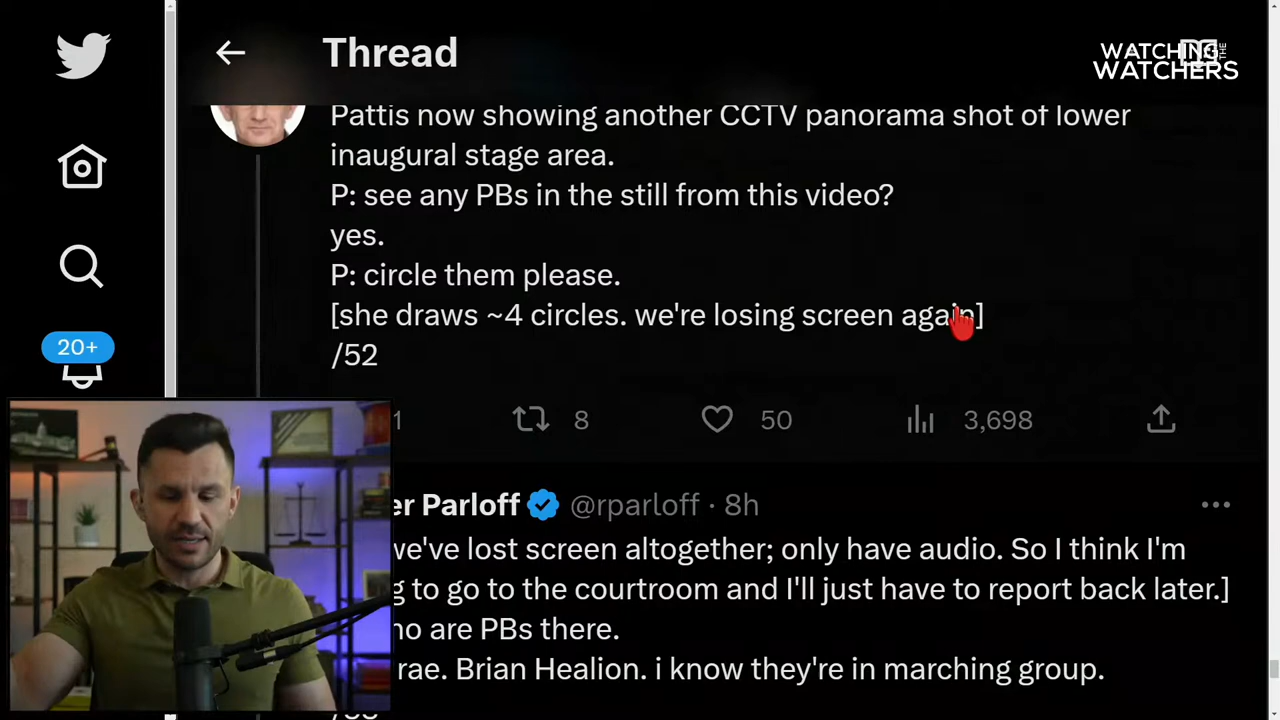 Thread
WATCHING THE
WATCHERS
Pattis now showing another CCTV panorama shot of lower
inaugural stage area.
P: see any PBs in the still from this video?
yes.
P: circle them please.
[she draws ~4 circles. we're losing screen again]
/52
20+
1
8
50
3,698
er Parloff @rparloff · 8h
we've lost screen altogether; only have audio. So I think I'm
g to go to the courtroom and I'll just have to report back later.]
ho are PBs there.
rae. Brian Healion. i know they're in marching group.